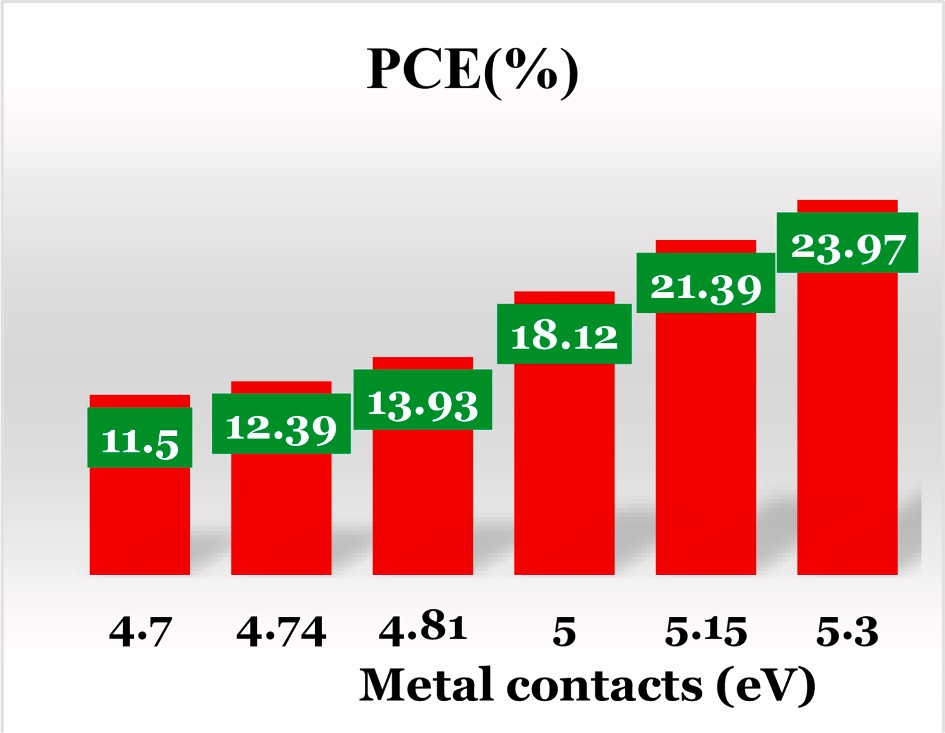 PCE(%)
23.97
21.39
18.12
13.93
12.39
11.5
4.7 4.74 4.81 5 5.15 5.3
Metal contacts (eV)